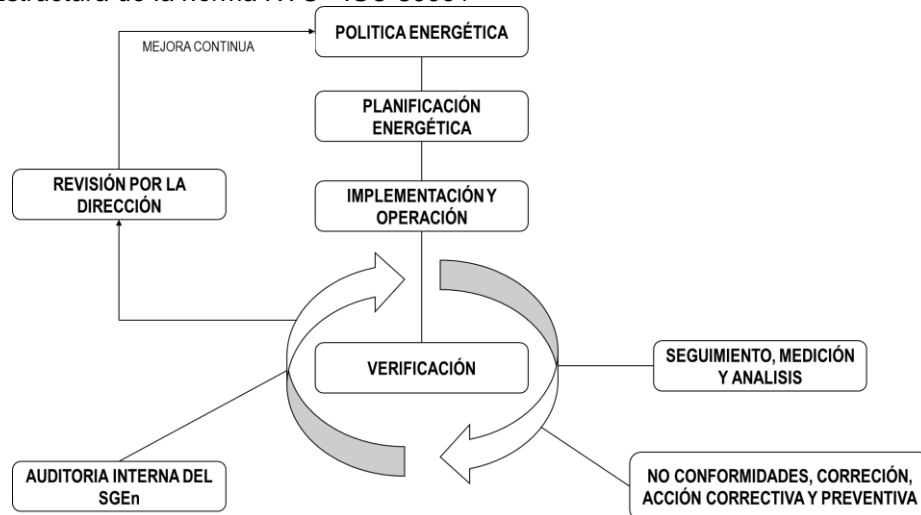 POLITICA ENERGÉTICA
MEJORA CONTINUA
PLANIFICACIÓN
ENERGÉTICA
REVISIÓN POR LA
DIRECCIÓN
IMPLEMENTACIÓN Y
OPERACIÓN
VERIFICACIÓN
SEGUIMIENTO, MEDICIÓN
Y ANALISIS
AUDITORIA INTERNA DEL
SGEn
NO CONFORMIDADES, CORRECIÓN,
ACCIÓN CORRECTIVA Y PREVENTIVA